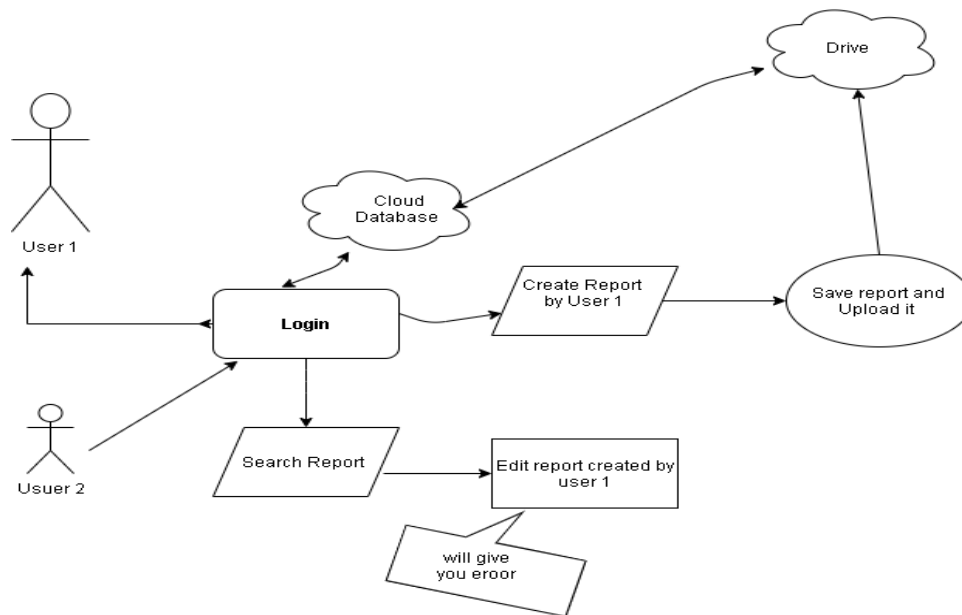 Drive
Cloud
Database
User 1
Create Report
by User 1
Save report and
Upload it
Login
Search Report
Edit report created by
user 1
Usuer 2
will give
you eroor